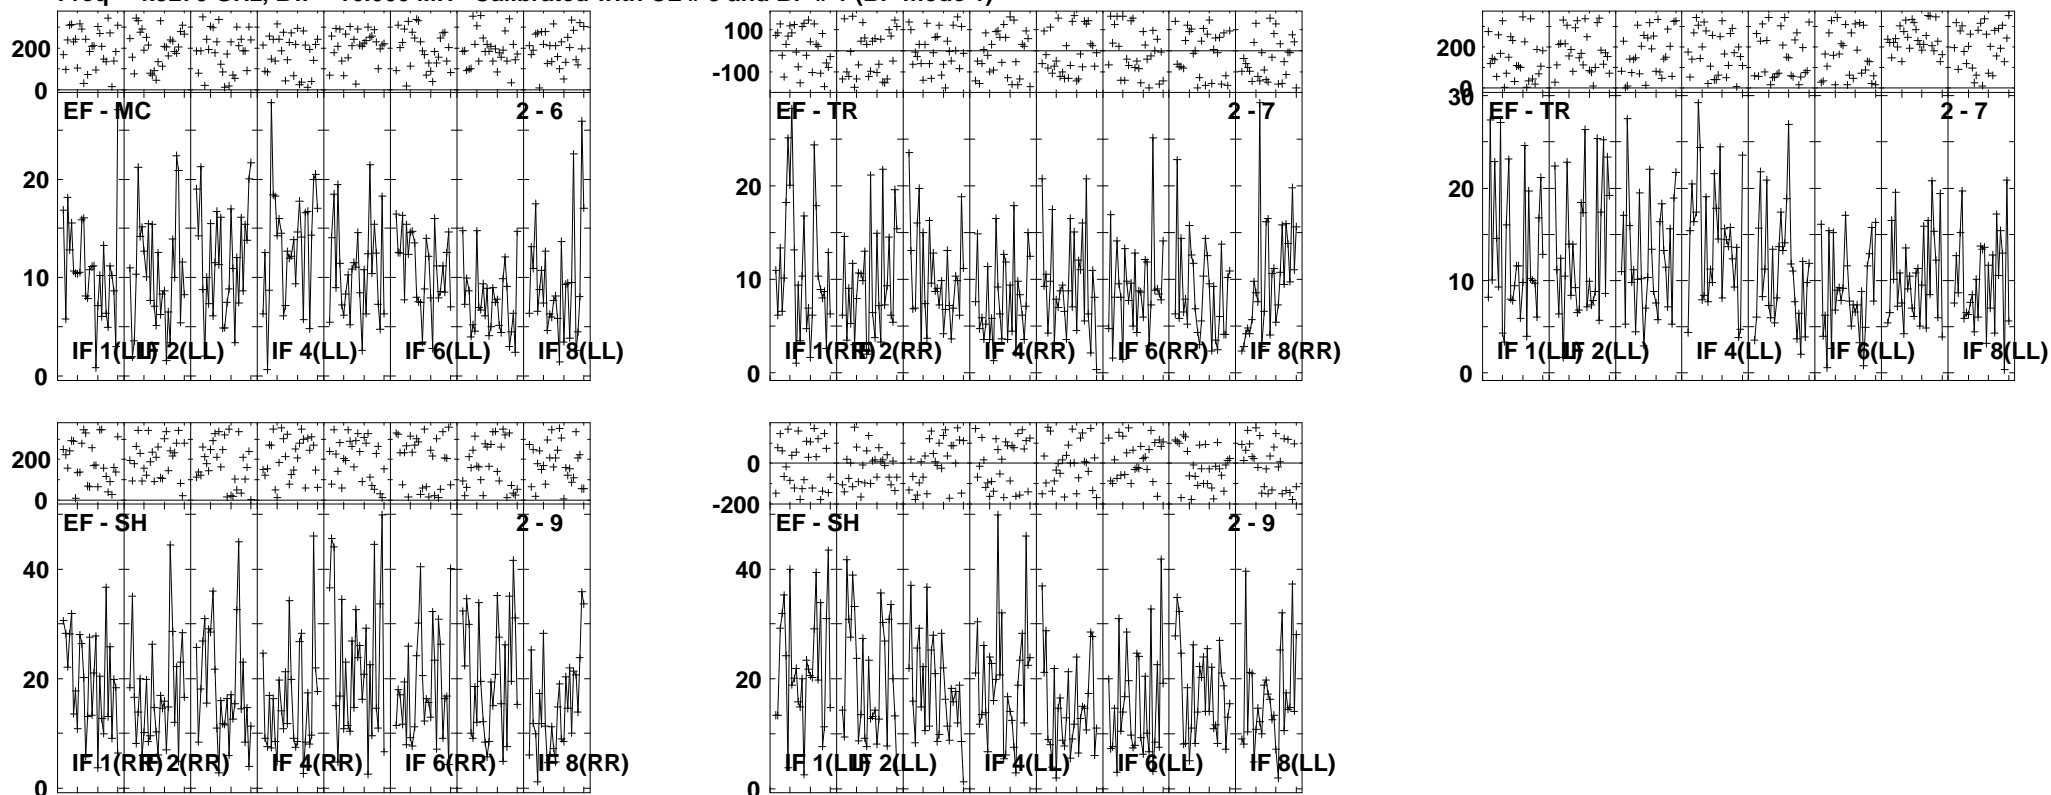 200
0
EF - MC 2 - 6
20
10
0
IF 1(LL) IF 2(LL) IF 4(LL) IF 6(LL) IF 8(LL)
100
-100
EF - TR 2 - 7
20
10
0
IF 1(RR) IF 2(RR) IF 4(RR) IF 6(RR) IF 8(RR)
200
0
30
EF - TR 2 - 7
20
10
0
IF 1(LL) IF 2(LL) IF 4(LL) IF 6(LL) IF 8(LL)
200
0
EF - SH 2 - 9
40
20
0
IF 1(RR) IF 2(RR) IF 4(RR) IF 6(RR) IF 8(RR)
0
-200
EF - SH 2 - 9
40
20
0
IF 1(LL) IF 2(LL) IF 4(LL) IF 6(LL) IF 8(LL)